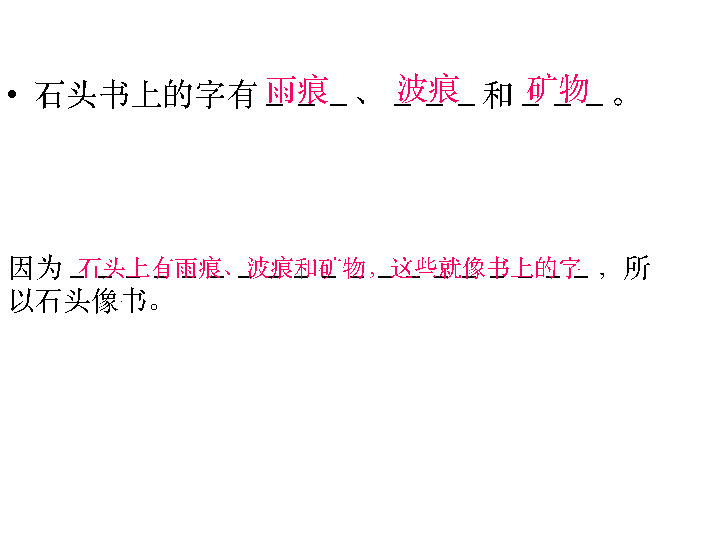 • 石头书上的字有雨痕、波痕和矿物。
因为石头上有雨痕、波痕和矿物，这些就像书上的字，所
以石头像书。